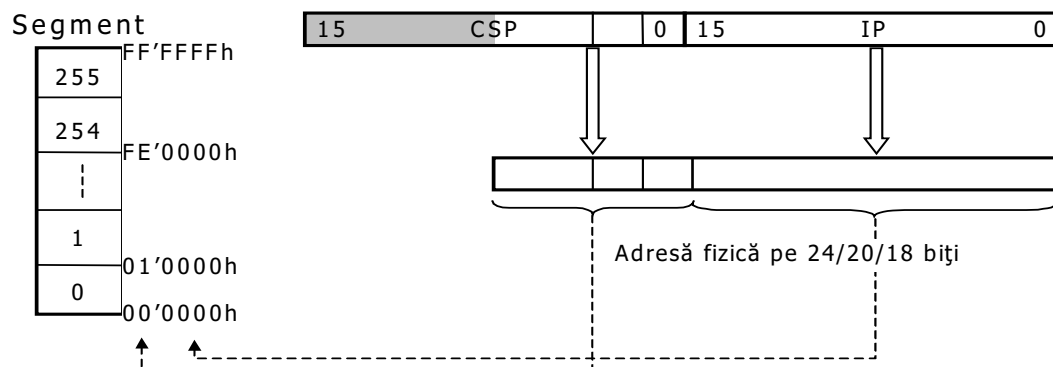 Segment
15 CSP 0 15 IP 0
FF’FFFFh
255
254
FE’0000h
1
01’0000h
0
00’0000h
Adresă fizică pe 24/20/18 biţi